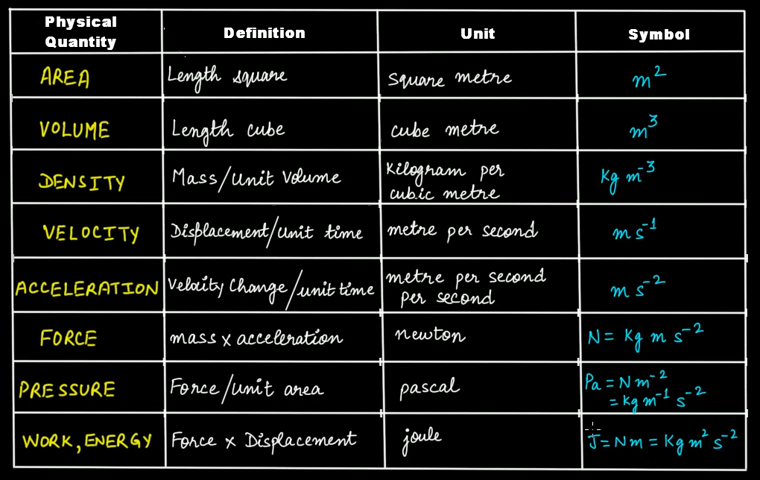 Physical Quantity | Definition | Unit | Symbol
AREA | Length square | square metre | m²
VOLUME | Length cube | cube metre | m³
DENSITY | Mass/Unit Volume | Kilogram per cubic metre | Kg m⁻³
VELOCITY | Displacement/Unit time | metre per second | m s⁻¹
ACCELERATION | Velocity Change/unit time | metre per second per second | m s⁻²
FORCE | mass x acceleration | newton | N = Kg m s⁻²
PRESSURE | Force/unit area | pascal | Pa = N m⁻² = Kg m⁻¹ s⁻²
WORK, ENERGY | Force x Displacement | joule | J = Nm = Kg m² s⁻²